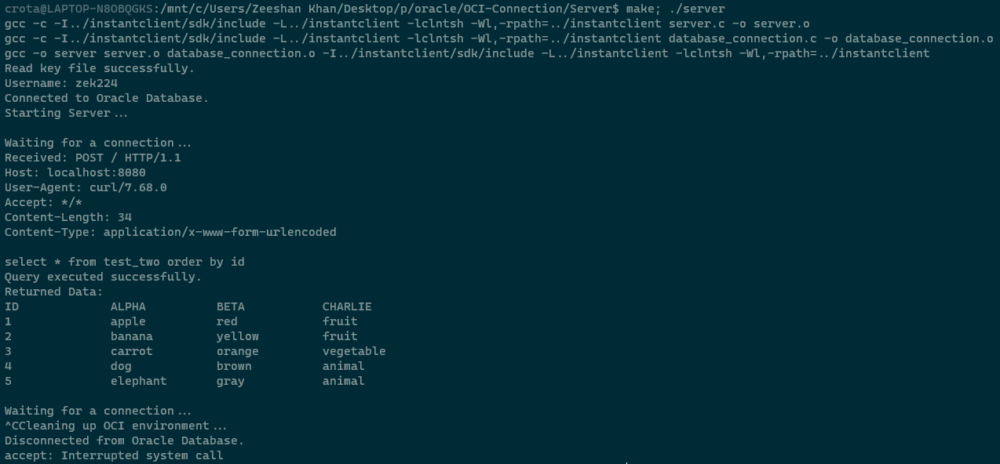 crota@LAPTOP-N8OBQGKS:/mnt/c/Users/Zeeshan Khan/Desktop/p/oracle/OCI-Connection/Server$ make; ./server
gcc -c -I../instantclient/sdk/include -L../instantclient -lclntsh -Wl,-rpath=../instantclient server.c -o server.o
gcc -c -I../instantclient/sdk/include -L../instantclient -lclntsh -Wl,-rpath=../instantclient database_connection.c -o database_connection.o
gcc -o server server.o database_connection.o -I../instantclient/sdk/include -L../instantclient -lclntsh -Wl,-rpath=../instantclient
Read key file successfully.
Username: zek224
Connected to Oracle Database.
Starting Server...
Waiting for a connection...
Received: POST / HTTP/1.1
Host: localhost:8080
User-Agent: curl/7.68.0
Accept: */*
Content-Length: 34
Content-Type: application/x-www-form-urlencoded
select * from test_two order by id
Query executed successfully.
Returned Data:
ID ALPHA BETA CHARLIE
1 apple red fruit
2 banana yellow fruit
3 carrot orange vegetable
4 dog brown animal
5 elephant gray animal
Waiting for a connection...
^CCleaning up OCI environment...
Disconnected from Oracle Database.
accept: Interrupted system call